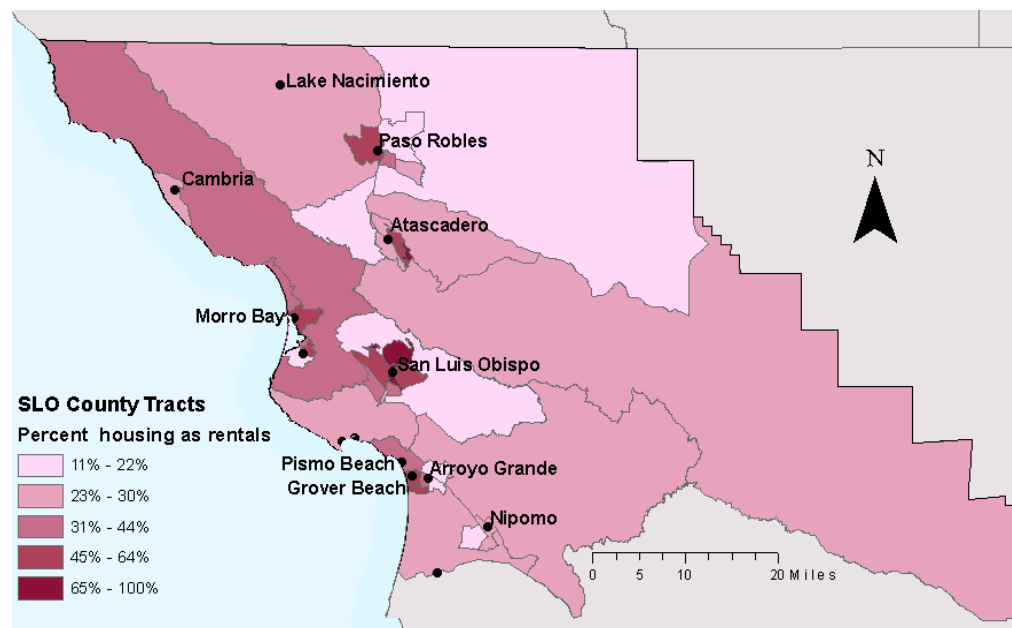 Lake Nacimiento
Paso Robles
N
Cambria
Atascadero
Morro Bay
San Luis Obispo
SLO County Tracts
Percent housing as rentals
11% - 22%
23% - 30%
31% - 44%
45% - 64%
65% - 100%
Pismo Beach
Arroyo Grande
Grover Beach
Nipomo
0 5 10 20 Miles